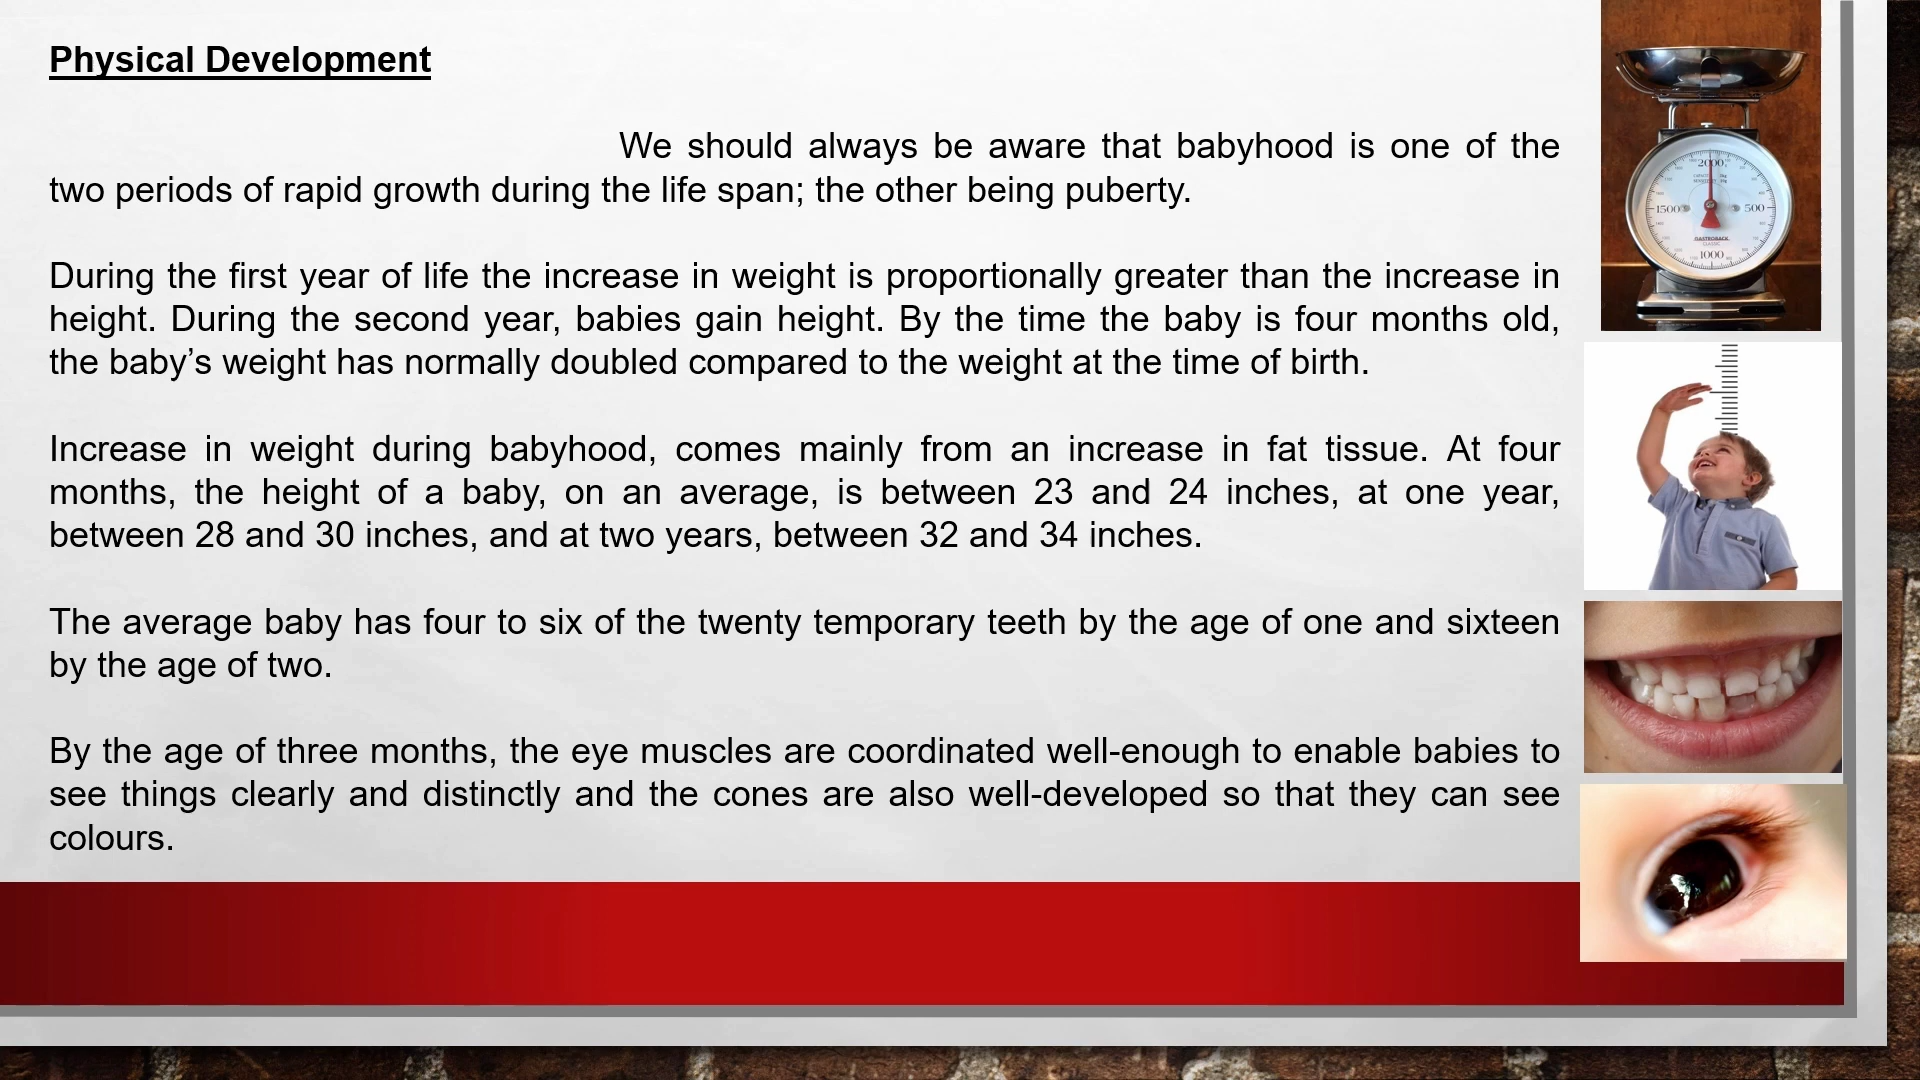 Physical Development
We should always be aware that babyhood is one of the
two periods of rapid growth during the life span; the other being puberty.
During the first year of life the increase in weight is proportionally greater than the increase in
height. During the second year, babies gain height. By the time the baby is four months old,
the baby’s weight has normally doubled compared to the weight at the time of birth.
Increase in weight during babyhood, comes mainly from an increase in fat tissue. At four
months, the height of a baby, on an average, is between 23 and 24 inches, at one year,
between 28 and 30 inches, and at two years, between 32 and 34 inches.
The average baby has four to six of the twenty temporary teeth by the age of one and sixteen
by the age of two.
By the age of three months, the eye muscles are coordinated well-enough to enable babies to
see things clearly and distinctly and the cones are also well-developed so that they can see
colours.
2000
1500
500
GASTROBACK
CLASSIC
1000